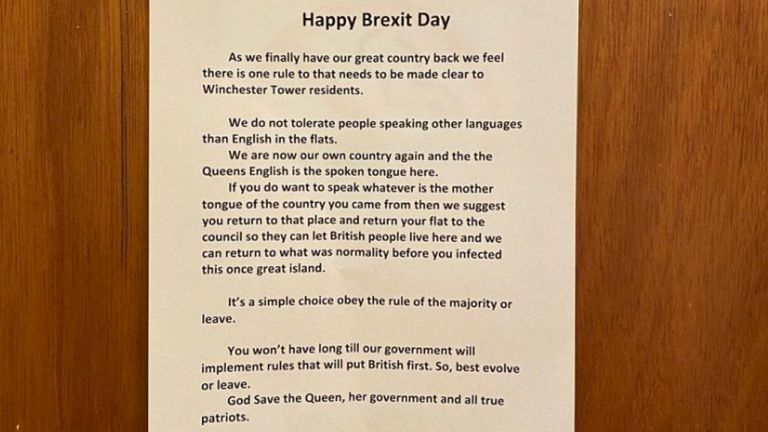 Happy Brexit Day
As we finally have our great country back we feel
there is one rule to that needs to be made clear to
Winchester Tower residents.
We do not tolerate people speaking other languages
than English in the flats.
We are now our own country again and the the
Queens English is the spoken tongue here.
If you do want to speak whatever is the mother
tongue of the country you came from then we suggest
you return to that place and return your flat to the
council so they can let British people live here and we
can return to what was normality before you infected
this once great island.
It's a simple choice obey the rule of the majority or
leave.
You won't have long till our government will
implement rules that will put British first. So, best evolve
or leave.
God Save the Queen, her government and all true
patriots.